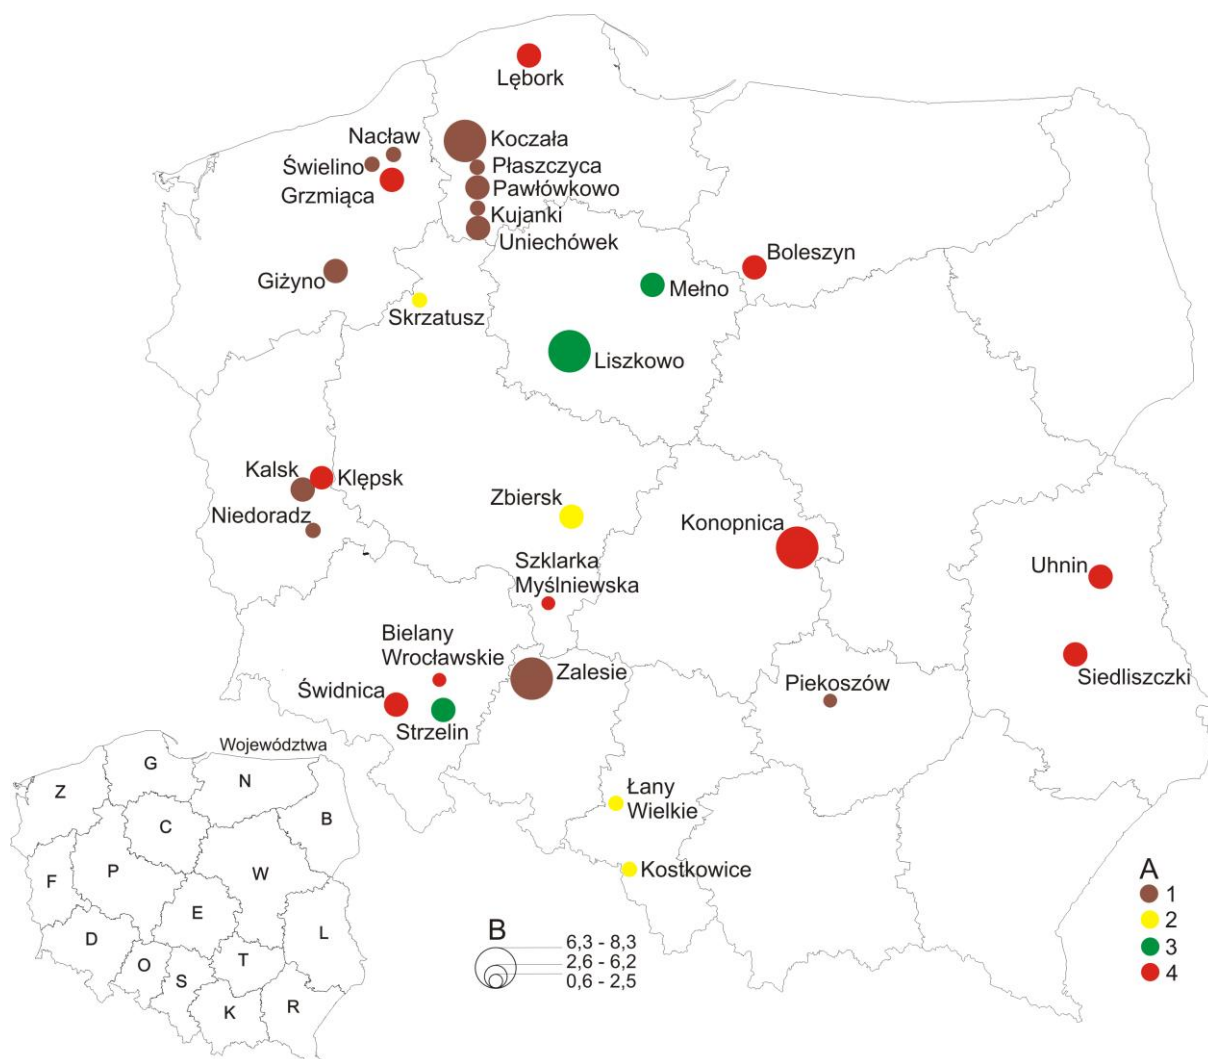 Lębork
Nacław
Koczała
Świelino
Płaszczyca
Grzmiąca
Pawłówkowo
Kujanki
Uniechówek
Boleszyn
Giżyno
Mełno
Skrzatusz
Liszkowo
Kalsk
Klępsk
Niedoradz
Zbiersk
Konopnica
Szklarka
Myślniewska
Uhnin
Bielany
Wrocławskie
Zalesie
Siedliszczki
Świdnica
Piekoszów
Strzelin
Województwa
Łany
Wielkie
Kostkowice
G
N
Z
B
C
P
F
W
E
D
L
O
T
S
K
R
B
6,3 - 8,3
2,6 - 6,2
0,6 - 2,5
A
1
2
3
4